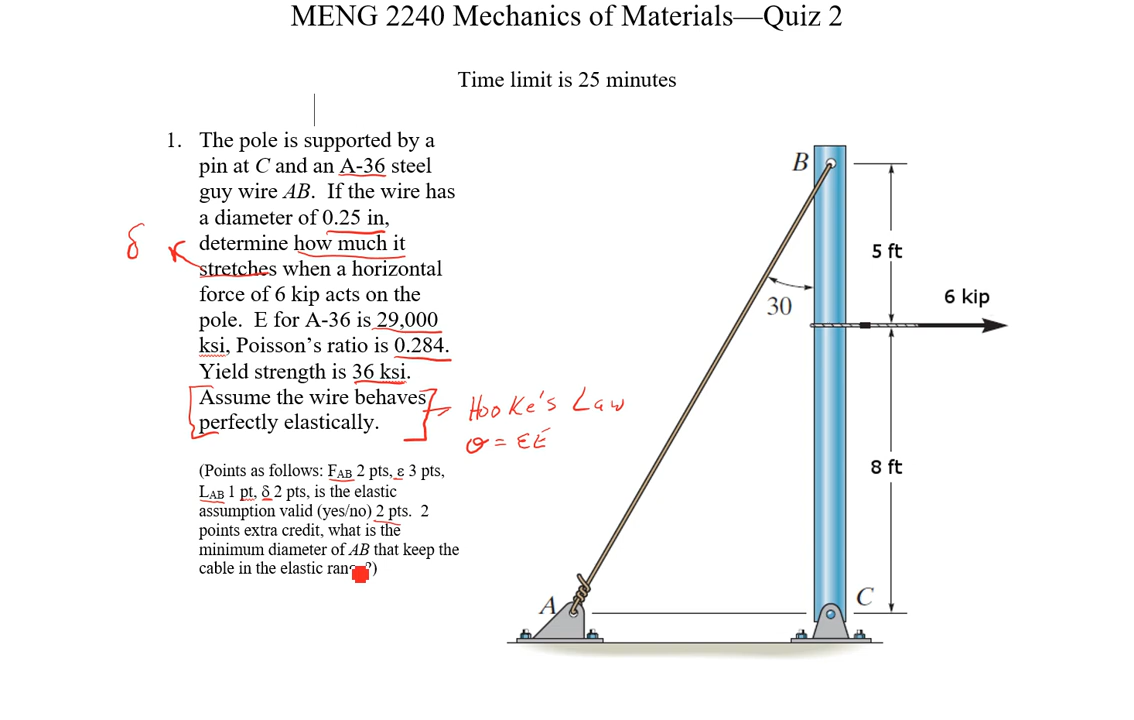 MENG 2240 Mechanics of Materials—Quiz 2
Time limit is 25 minutes
1. The pole is supported by a
pin at C and an A-36 steel
guy wire AB. If the wire has
a diameter of 0.25 in,
determine how much it
stretches when a horizontal
force of 6 kip acts on the
pole. E for A-36 is 29,000
ksi, Poisson's ratio is 0.284.
Yield strength is 36 ksi.
Assume the wire behaves
perfectly elastically.
δ
Hooke's Law
σ = EE
(Points as follows: FAB 2 pts, ε 3 pts,
LAB 1 pt, δ 2 pts, is the elastic
assumption valid (yes/no) 2 pts. 2
points extra credit, what is the
minimum diameter of AB that keep the
cable in the elastic ran ?)
B
5 ft
6 kip
30
8 ft
A
C